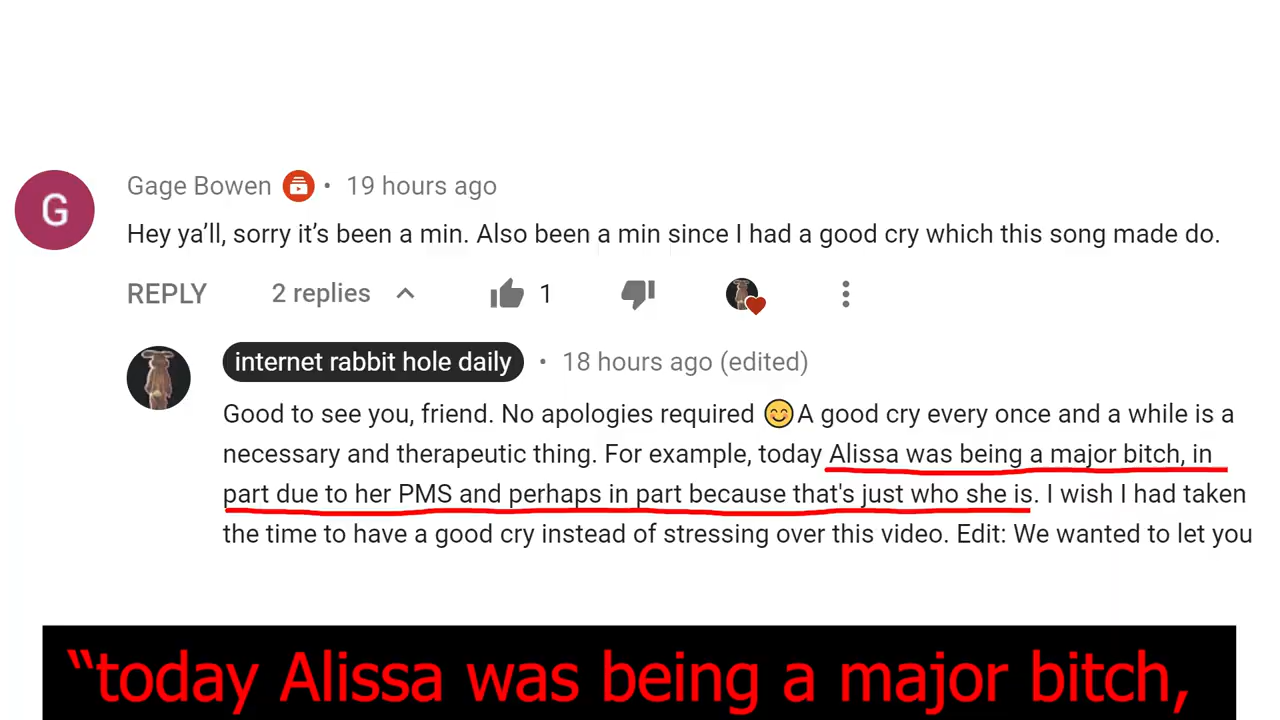 G
Gage Bowen • 19 hours ago
Hey ya’ll, sorry it’s been a min. Also been a min since I had a good cry which this song made do.
REPLY 2 replies 1
internet rabbit hole daily • 18 hours ago (edited)
Good to see you, friend. No apologies required 😊 A good cry every once and a while is a
necessary and therapeutic thing. For example, today Alissa was being a major bitch, in
part due to her PMS and perhaps in part because that's just who she is. I wish I had taken
the time to have a good cry instead of stressing over this video. Edit: We wanted to let you
“today Alissa was being a major bitch,